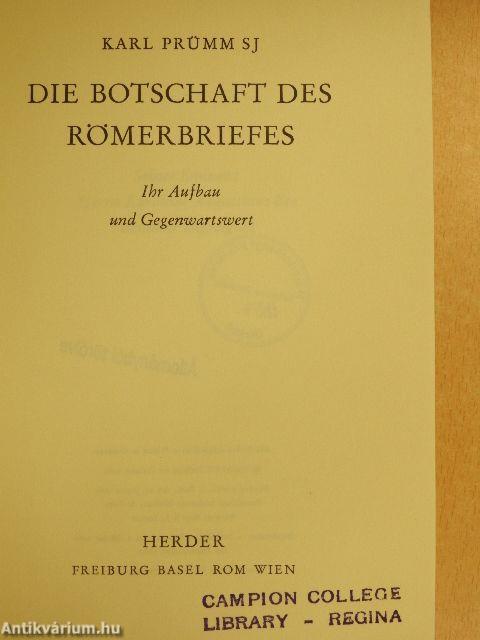 KARL PRÜMM SJ
DIE BOTSCHAFT DES
RÖMERBRIEFES
Ihr Aufbau
und Gegenwartswert
HERDER
FREIBURG BASEL ROM WIEN
CAMPION COLLEGE
LIBRARY – REGINA
Antikvárium.hu